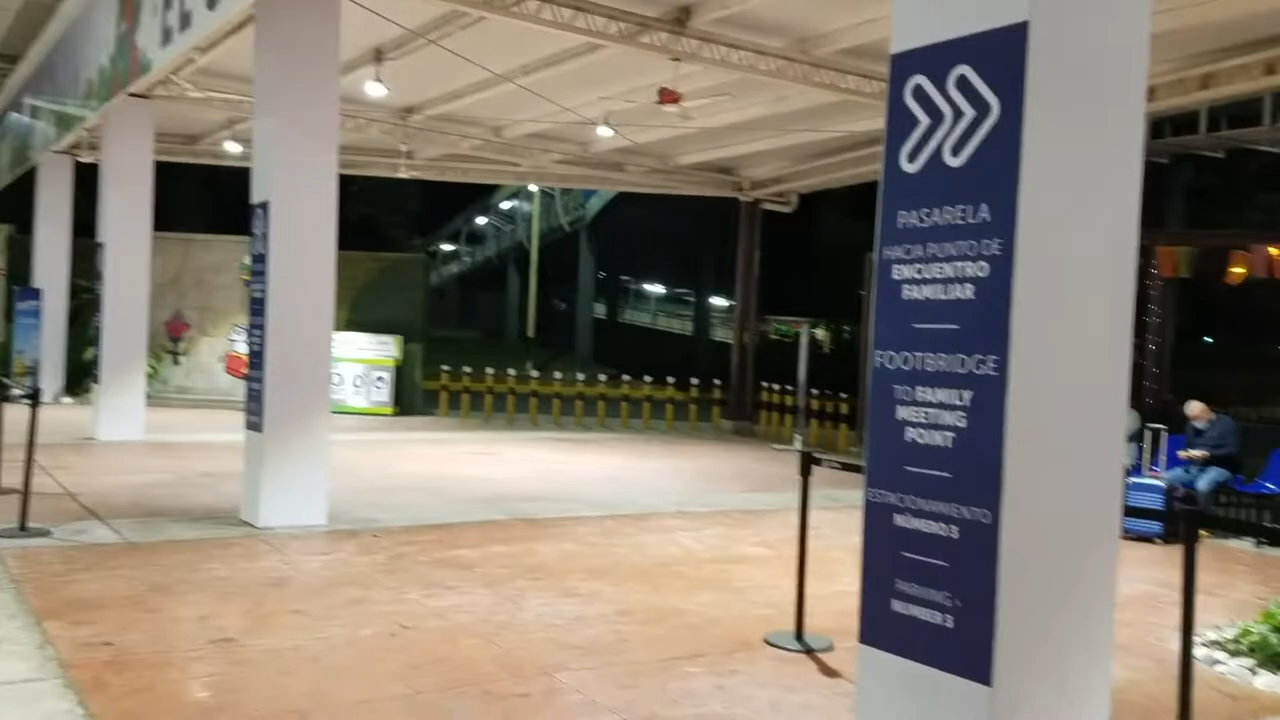 PASARELA
HACIA PUNTO DE
ENCUENTRO
FAMILIAR
FOOTBRIDGE
TO FAMILY
MEETING
POINT
ESTACIONAMIENTO
NÚMERO 3
PARKING -
NUMBER 3